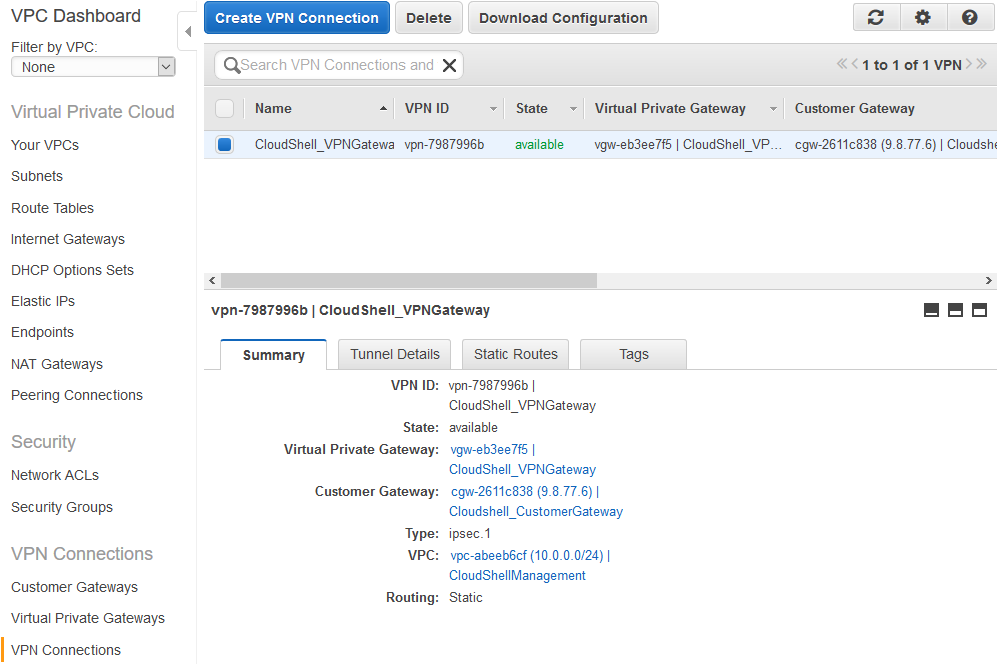 VPC Dashboard
Filter by VPC:
None
Virtual Private Cloud
Your VPCs
Subnets
Route Tables
Internet Gateways
DHCP Options Sets
Elastic IPs
Endpoints
NAT Gateways
Peering Connections
Security
Network ACLs
Security Groups
VPN Connections
Customer Gateways
Virtual Private Gateways
VPN Connections
Create VPN Connection Delete Download Configuration
Search VPN Connections and 1 to 1 of 1 VPN
Name VPN ID State Virtual Private Gateway Customer Gateway
CloudShell_VPNGatewa vpn-7987996b available vgw-eb3ee7f5 | CloudShell_VP... cgw-2611c838 (9.8.77.6) | Cloudshe
vpn-7987996b | CloudShell_VPNGateway
Summary Tunnel Details Static Routes Tags
VPN ID: vpn-7987996b |
CloudShell_VPNGateway
State: available
Virtual Private Gateway: vgw-eb3ee7f5 |
CloudShell_VPNGateway
Customer Gateway: cgw-2611c838 (9.8.77.6) |
Cloudshell_CustomerGateway
Type: ipsec.1
VPC: vpc-abeeb6cf (10.0.0.0/24) |
CloudShellManagement
Routing: Static